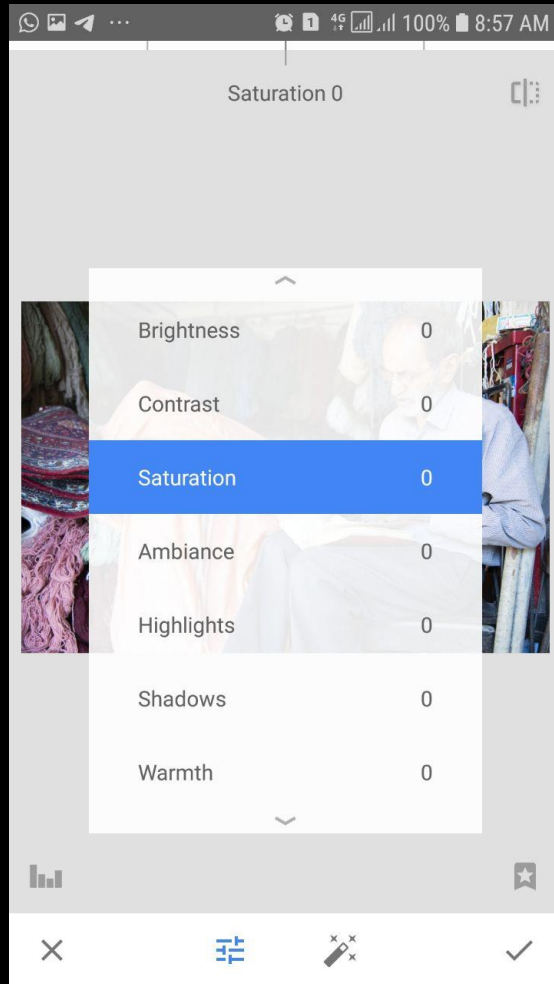 4G 100% 8:57 AM
Saturation 0
Brightness 0
Contrast 0
Saturation 0
Ambiance 0
Highlights 0
Shadows 0
Warmth 0